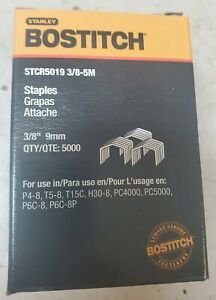 STANLEY
BOSTITCH
STCR5019 3/8-5M
Staples
Grapas
Attache
3/8" 9mm
QTY/QTE: 5000
For use in/Para uso en/Pour L'usage en:
P4-8, T5-8, T15C, H30-8, PC4000, PC5000,
P6C-8, P6C-8P
BOSTITCH
FASTENERS